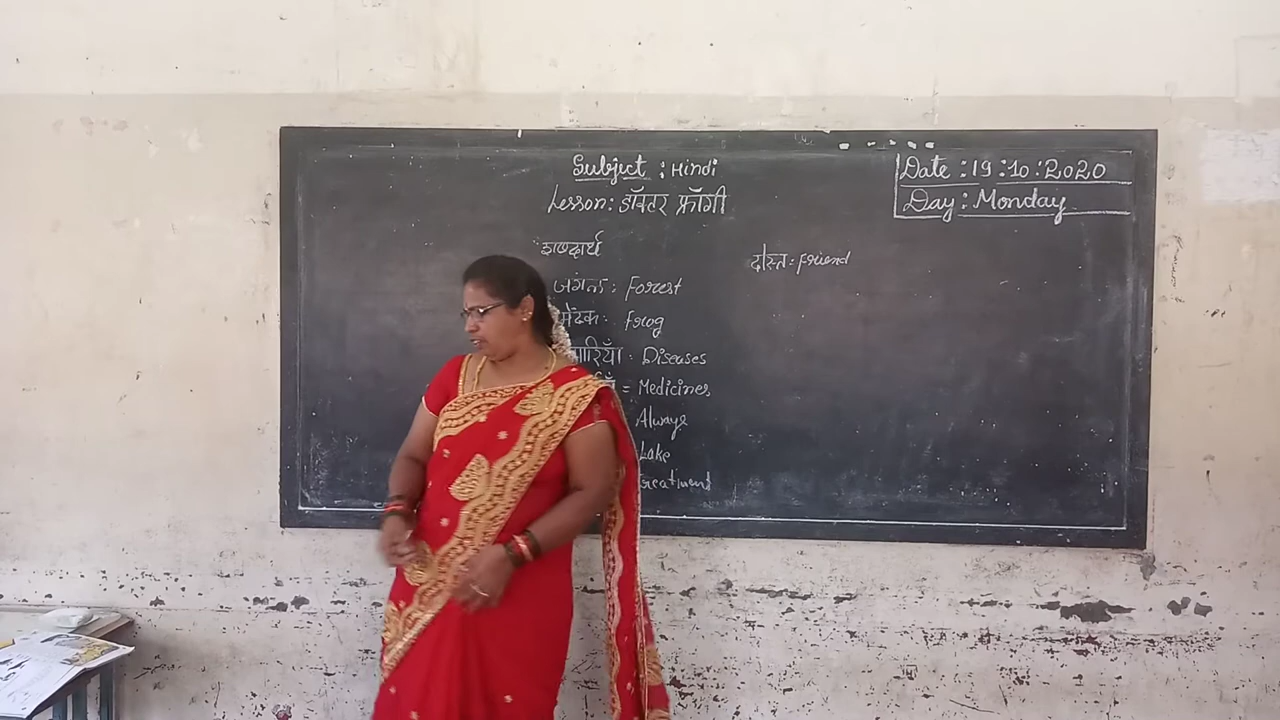 Subject : Hindi
Lesson: डॉक्टर फ्रॉगी
Date : 19:10:2020
Day: Monday
शब्दार्थ
जंगल : Forest
मेंढक: Frog
मारियाँ : Diseases
= Medicines
Always
Lake
Treatment
दोस्त: friend